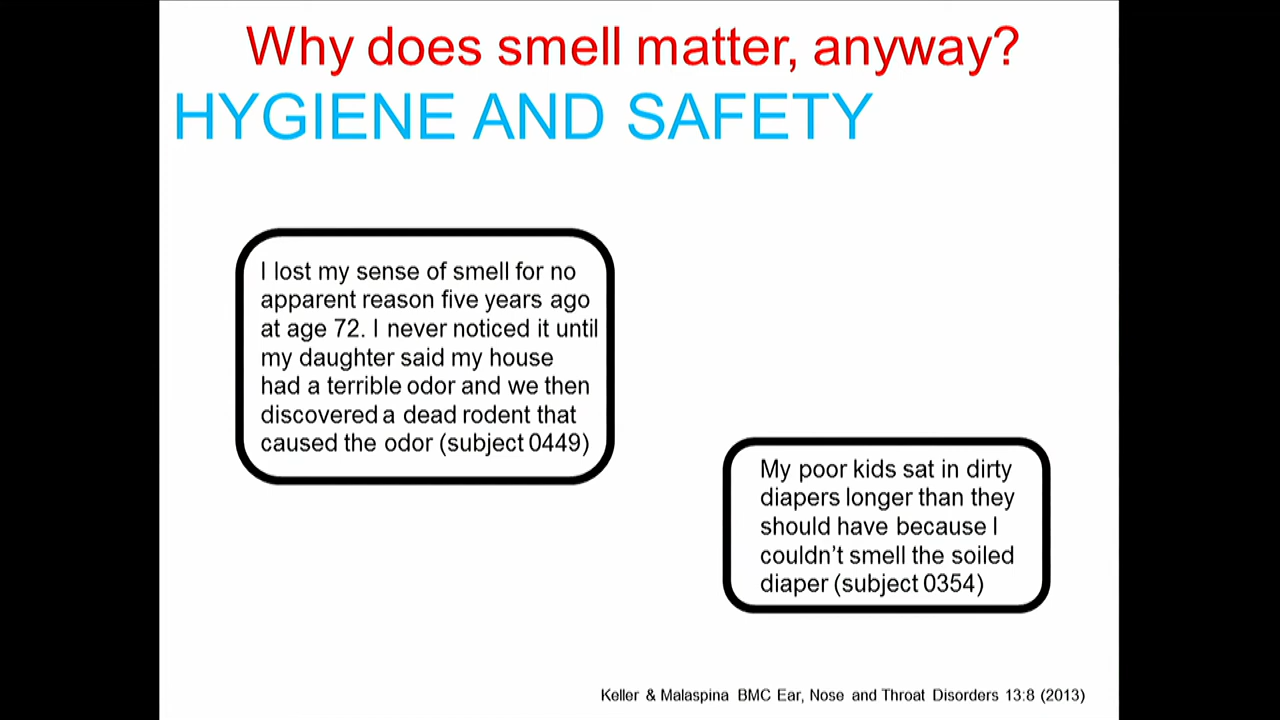 Why does smell matter, anyway?
HYGIENE AND SAFETY
I lost my sense of smell for no
apparent reason five years ago
at age 72. I never noticed it until
my daughter said my house
had a terrible odor and we then
discovered a dead rodent that
caused the odor (subject 0449)
My poor kids sat in dirty
diapers longer than they
should have because I
couldn’t smell the soiled
diaper (subject 0354)
Keller & Malaspina BMC Ear, Nose and Throat Disorders 13:8 (2013)